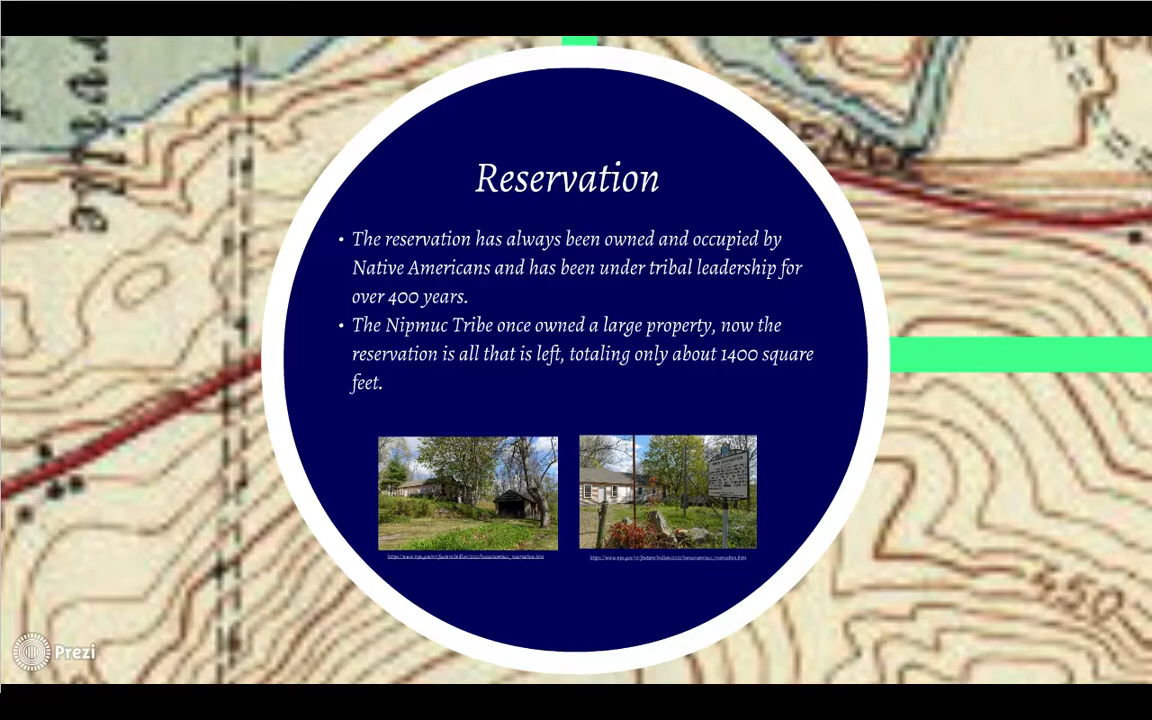 Reservation
• The reservation has always been owned and occupied by
Native Americans and has been under tribal leadership for
over 400 years.
• The Nipmuc Tribe once owned a large property, now the
reservation is all that is left, totaling only about 1400 square
feet.
450
Prezi